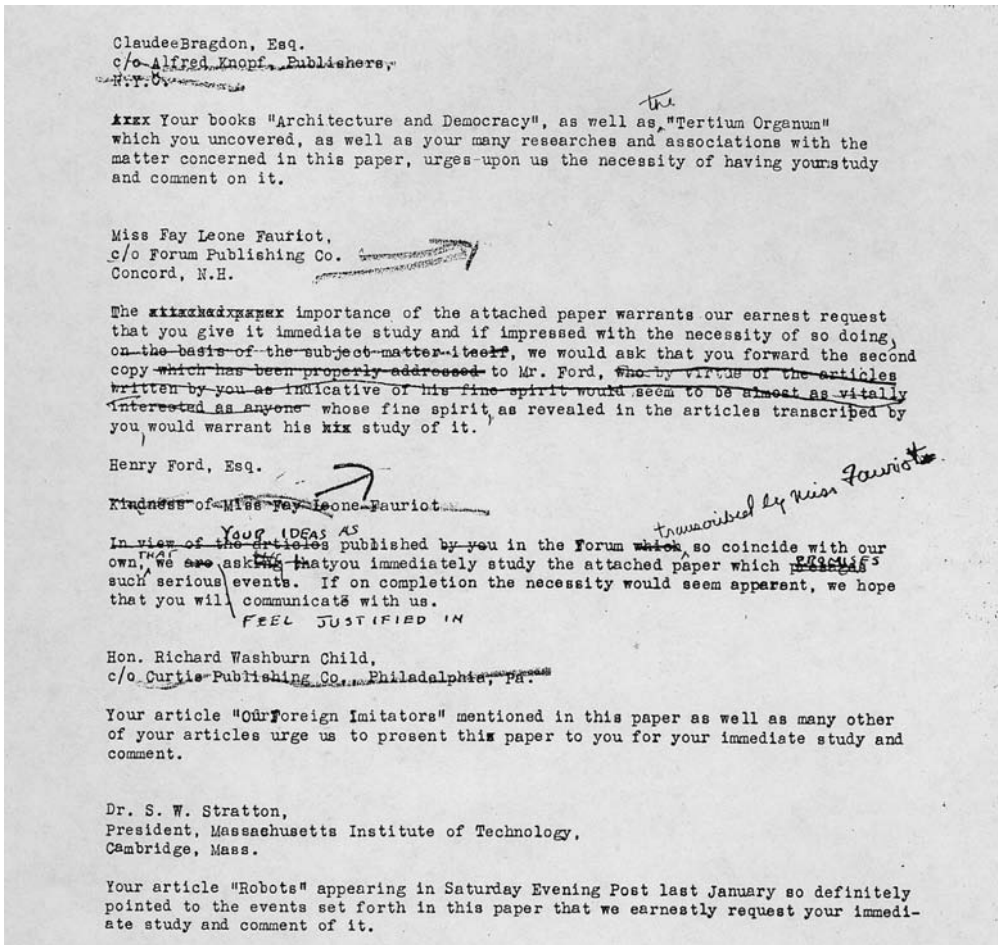 ClaudeeBragdon, Esq.
c/o Alfred Knopf, Publishers,
N.Y.C.
the
xxxx Your books "Architecture and Democracy", as well as, "Tertium Organum"
which you uncovered, as well as your many researches and associations with the
matter concerned in this paper, urges-upon us the necessity of having your study
and comment on it.
Miss Fay Leone Fauriot,
c/o Forum Publishing Co.
Concord, N.H.
The attachedxpaper importance of the attached paper warrants our earnest request
that you give it immediate study and if impressed with the necessity of so doing,
on the basis of the subject-matter itself, we would ask that you forward the second
copy which has been properly addressed to Mr. Ford, who by virtue of the articles
written by you as indicative of his fine spirit would seem to be almost as vitally
interested as anyone whose fine spirit, as revealed in the articles transcribed by
you, would warrant his his study of it.
Henry Ford, Esq.
Kindness of Miss Fay Leone Fauriot
transcribed by Miss Fauriot
YOUR IDEAS AS
In view of the articles published by you in the Forum which so coincide with our
THAT PRECUSES
own, we are asking thatyou immediately study the attached paper which presages
such serious events. If on completion the necessity would seem apparent, we hope
that you will communicate with us.
FEEL JUSTIFIED IN
Hon. Richard Washburn Child,
c/o Curtis Publishing Co., Philadelphia, Pa.
Your article "OurForeign Imitators" mentioned in this paper as well as many other
of your articles urge us to present this paper to you for your immediate study and
comment.
Dr. S. W. Stratton,
President, Massachusetts Institute of Technology,
Cambridge, Mass.
Your article "Robots" appearing in Saturday Evening Post last January so definitely
pointed to the events set forth in this paper that we earnestly request your immedi-
ate study and comment of it.